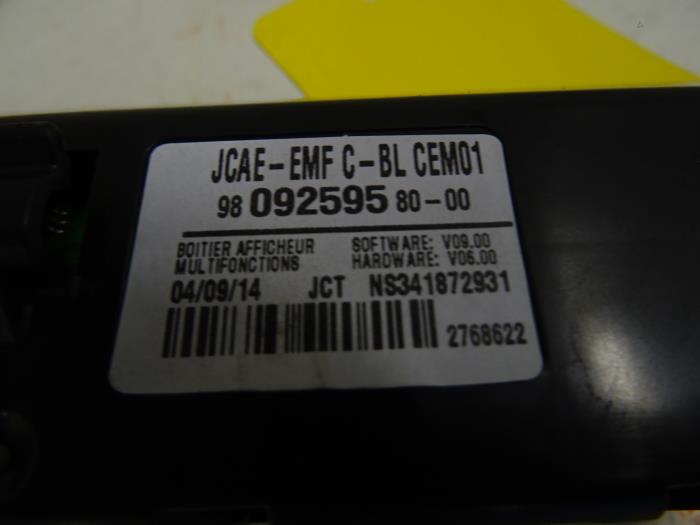 JCAE-EMF C-BL CEM01
98 092595 80-00
BOITIER AFFICHEUR SOFTWARE: V09.00
MULTIFONCTIONS HARDWARE: V06.00
04/09/14 JCT NS341872931
2768622